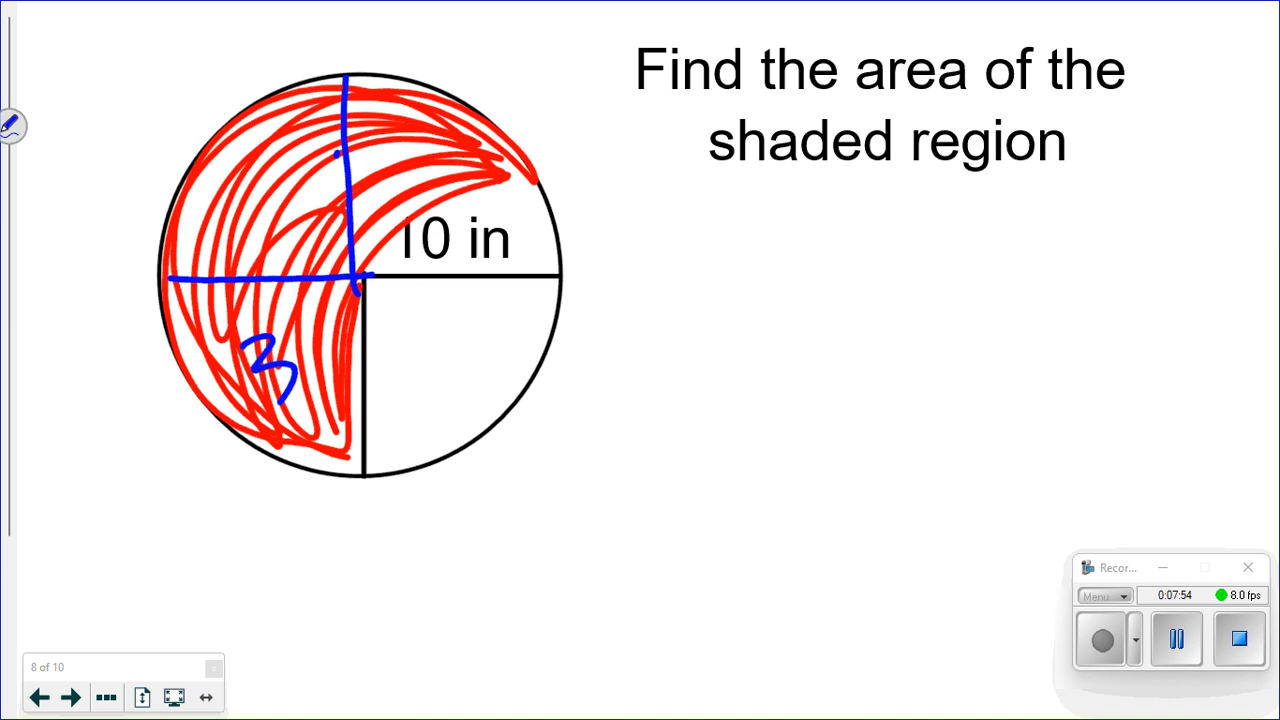 Find the area of the
shaded region
10 in
3
Recor...
Menu
0:07:54
8.0 fps
8 of 10